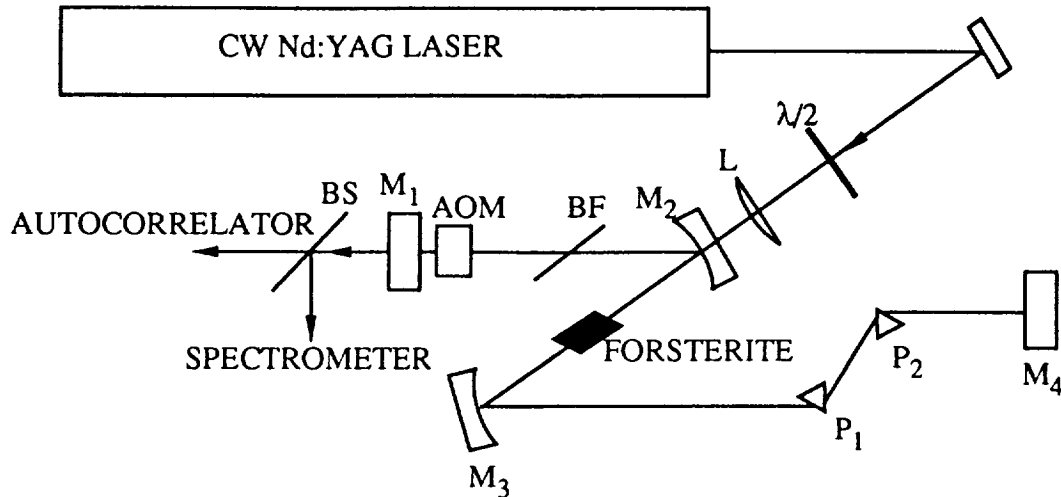 CW Nd:YAG LASER
λ/2
L
M2
BS
M1
AOM
BF
AUTOCORRELATOR
SPECTROMETER
FORSTERITE
P2
M4
P1
M3